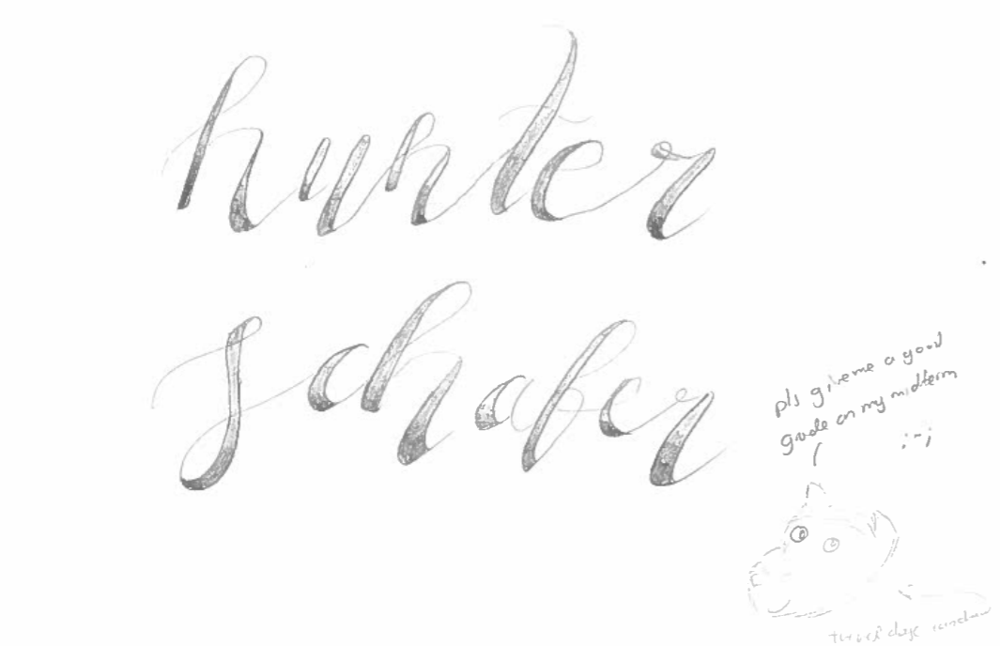 hunter
schafer
pls give me a good
grade on my midterm
;~;